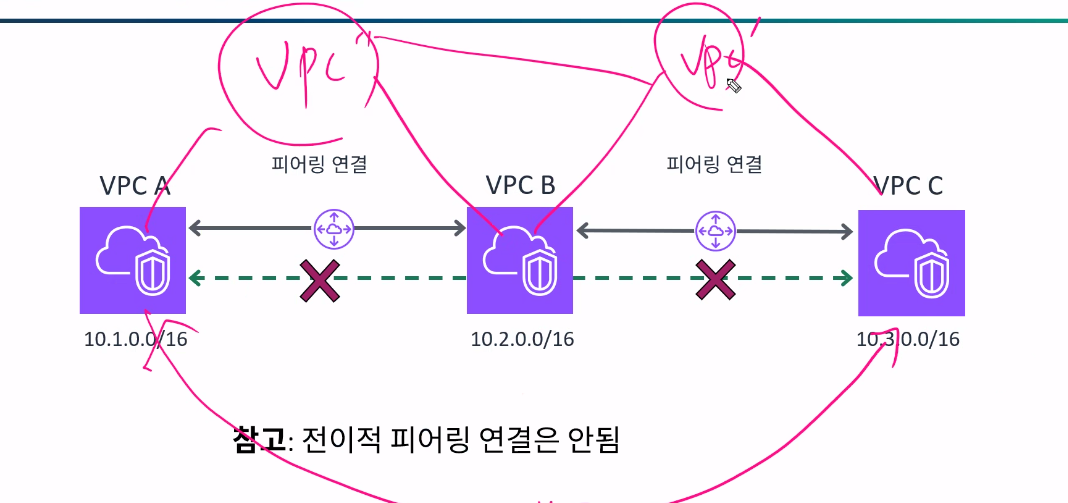 VPC
VPC
피어링 연결
피어링 연결
VPC A
VPC B
VPC C
10.1.0.0/16
10.2.0.0/16
10.3.0.0/16
참고: 전이적 피어링 연결은 안됨